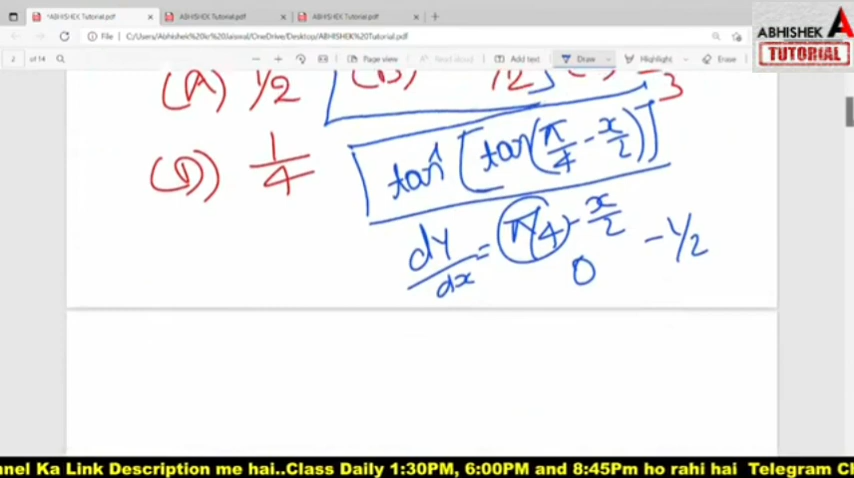 *ABHISHEK Tutorial.pdf
ABHISHEK Tutorial.pdf
ABHISHEK Tutorial.pdf
File
C:/Users/Abhishek%20kr%20Jaiswal/OneDrive/Desktop/ABHISHEK%20Tutorial.pdf
2 of 14
Page view
Read aloud
Add text
Draw
Highlight
Erase
ABHISHEK
TUTORIAL
(A) 1/2
(B)
(D) 1/4
tan⁻¹[tan(π/4 - x/2)]
dy/dx = π/4 - x/2
0
-1/2
nnel Ka Link Description me hai..Class Daily 1:30PM, 6:00PM and 8:45Pm ho rahi hai Telegram Ch